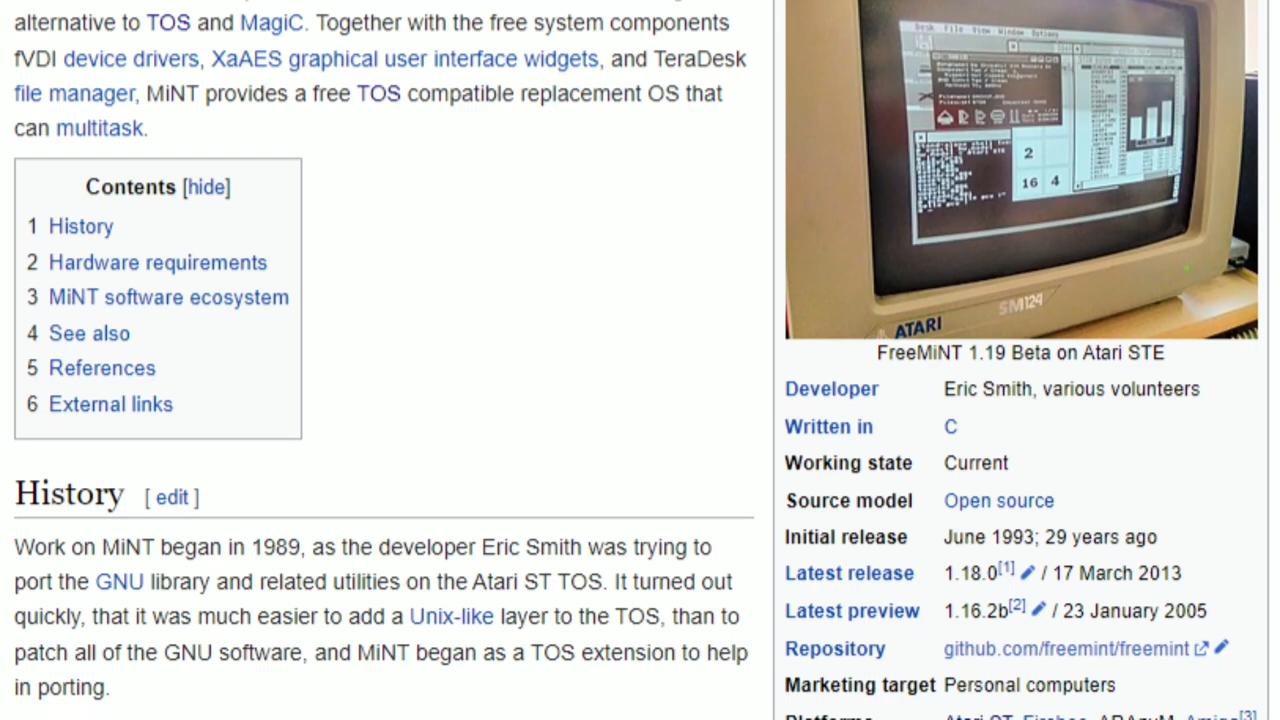 alternative to TOS and MagiC. Together with the free system components
fVDI device drivers, XaAES graphical user interface widgets, and TeraDesk
file manager, MiNT provides a free TOS compatible replacement OS that
can multitask.
Contents [hide]
1 History
2 Hardware requirements
3 MiNT software ecosystem
4 See also
5 References
6 External links
History [ edit ]
Work on MiNT began in 1989, as the developer Eric Smith was trying to
port the GNU library and related utilities on the Atari ST TOS. It turned out
quickly, that it was much easier to add a Unix-like layer to the TOS, than to
patch all of the GNU software, and MiNT began as a TOS extension to help
in porting.
Desk File View Window Options
2
16 4
ATARI
SM124
FreeMiNT 1.19 Beta on Atari STE
Developer Eric Smith, various volunteers
Written in C
Working state Current
Source model Open source
Initial release June 1993; 29 years ago
Latest release 1.18.0[1] / 17 March 2013
Latest preview 1.16.2b[2] / 23 January 2005
Repository github.com/freemint/freemint
Marketing target Personal computers
Platforms Atari ST, Firebee, ARAnyM, Amiga[3]